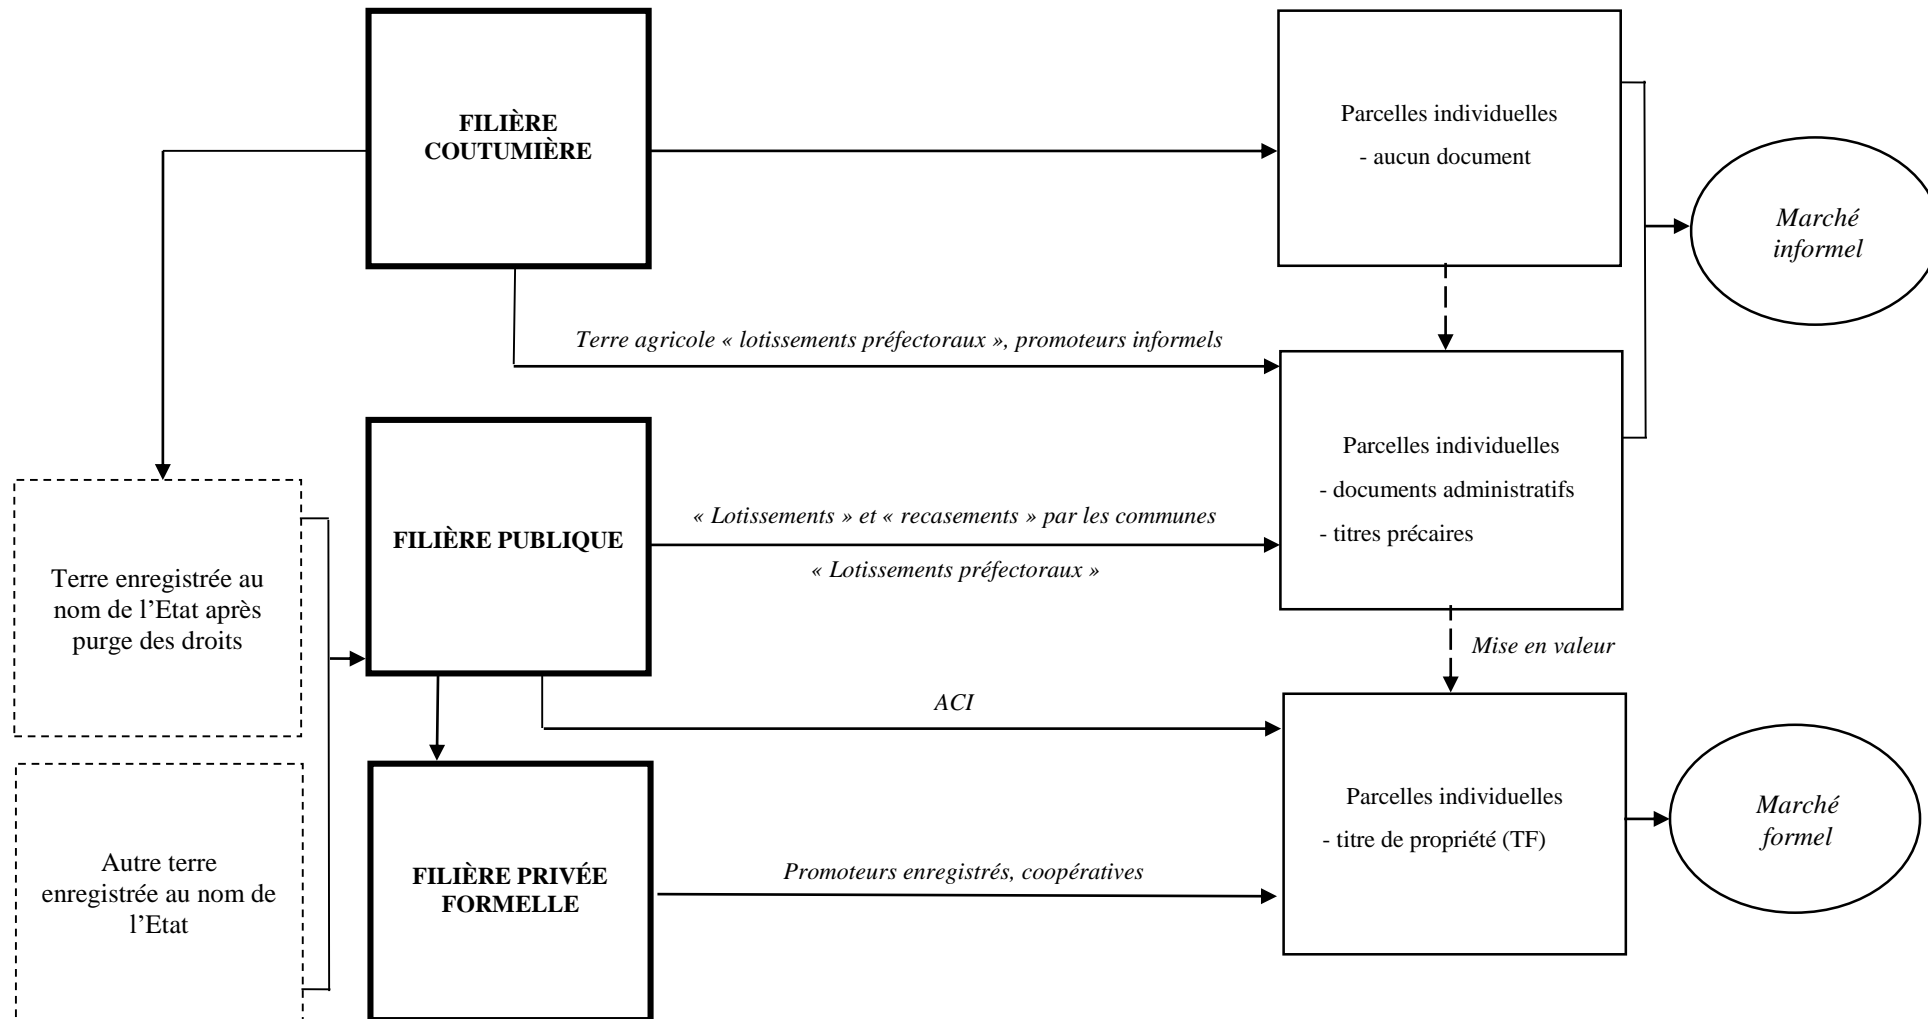 FILIÈRE
COUTUMIÈRE
Parcelles individuelles
- aucun document
Marché
informel
Terre agricole « lotissements préfectoraux », promoteurs informels
Parcelles individuelles
- documents administratifs
- titres précaires
FILIÈRE PUBLIQUE
« Lotissements » et « recasements » par les communes
« Lotissements préfectoraux »
Terre enregistrée au
nom de l’Etat après
purge des droits
Mise en valeur
ACI
Parcelles individuelles
- titre de propriété (TF)
Marché
formel
Autre terre
enregistrée au nom de
l’Etat
FILIÈRE PRIVÉE
FORMELLE
Promoteurs enregistrés, coopératives